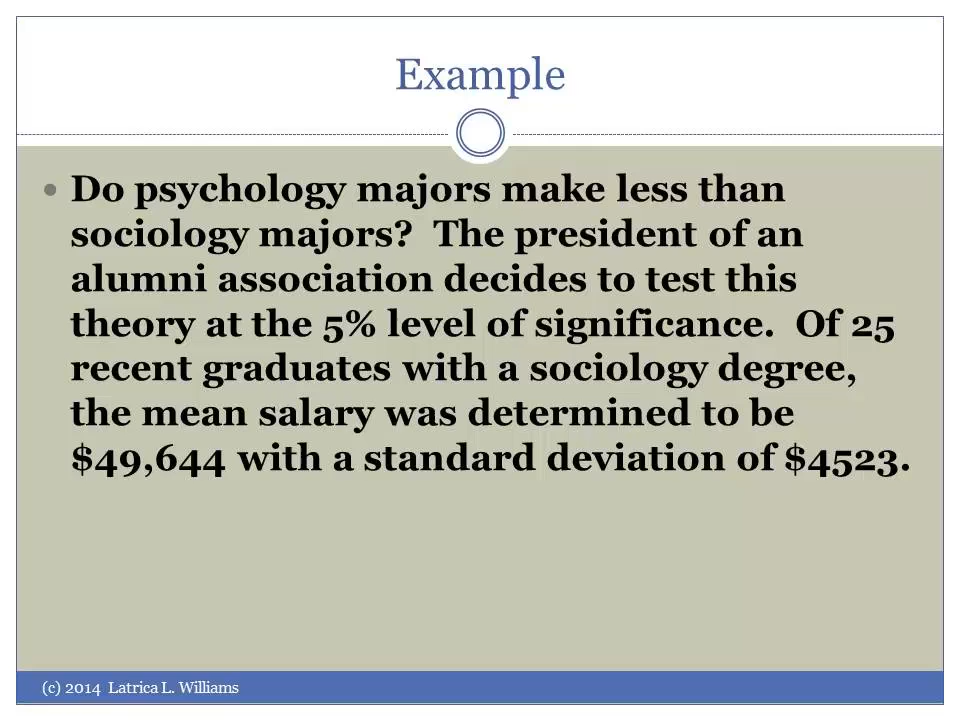 Example
• Do psychology majors make less than
sociology majors?  The president of an
alumni association decides to test this
theory at the 5% level of significance.  Of 25
recent graduates with a sociology degree,
the mean salary was determined to be
$49,644 with a standard deviation of $4523.
(c) 2014  Latrica L. Williams